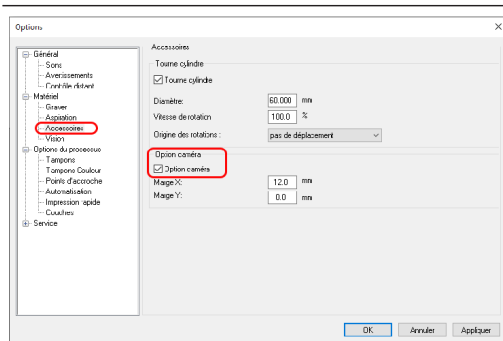 Options
Général
Sons
Avertissements
Contrôle distant
Matériel
Graver
Aspiration
Accessoires
Vision
Options du processus
Tampons
Tampons Couleur
Points d'accroche
Automatisation
Impression rapide
Couches
Service
Accessoires
Tourne cylindre
Tourne cylindre
Diamètre: 60.000 mm
Vitesse de rotation 100.0 %
Origine des rotations : pas de déplacement
Option caméra
Option caméra
Marge X: 12.0 mm
Marge Y: 0.0 mm
OK Annuler Appliquer